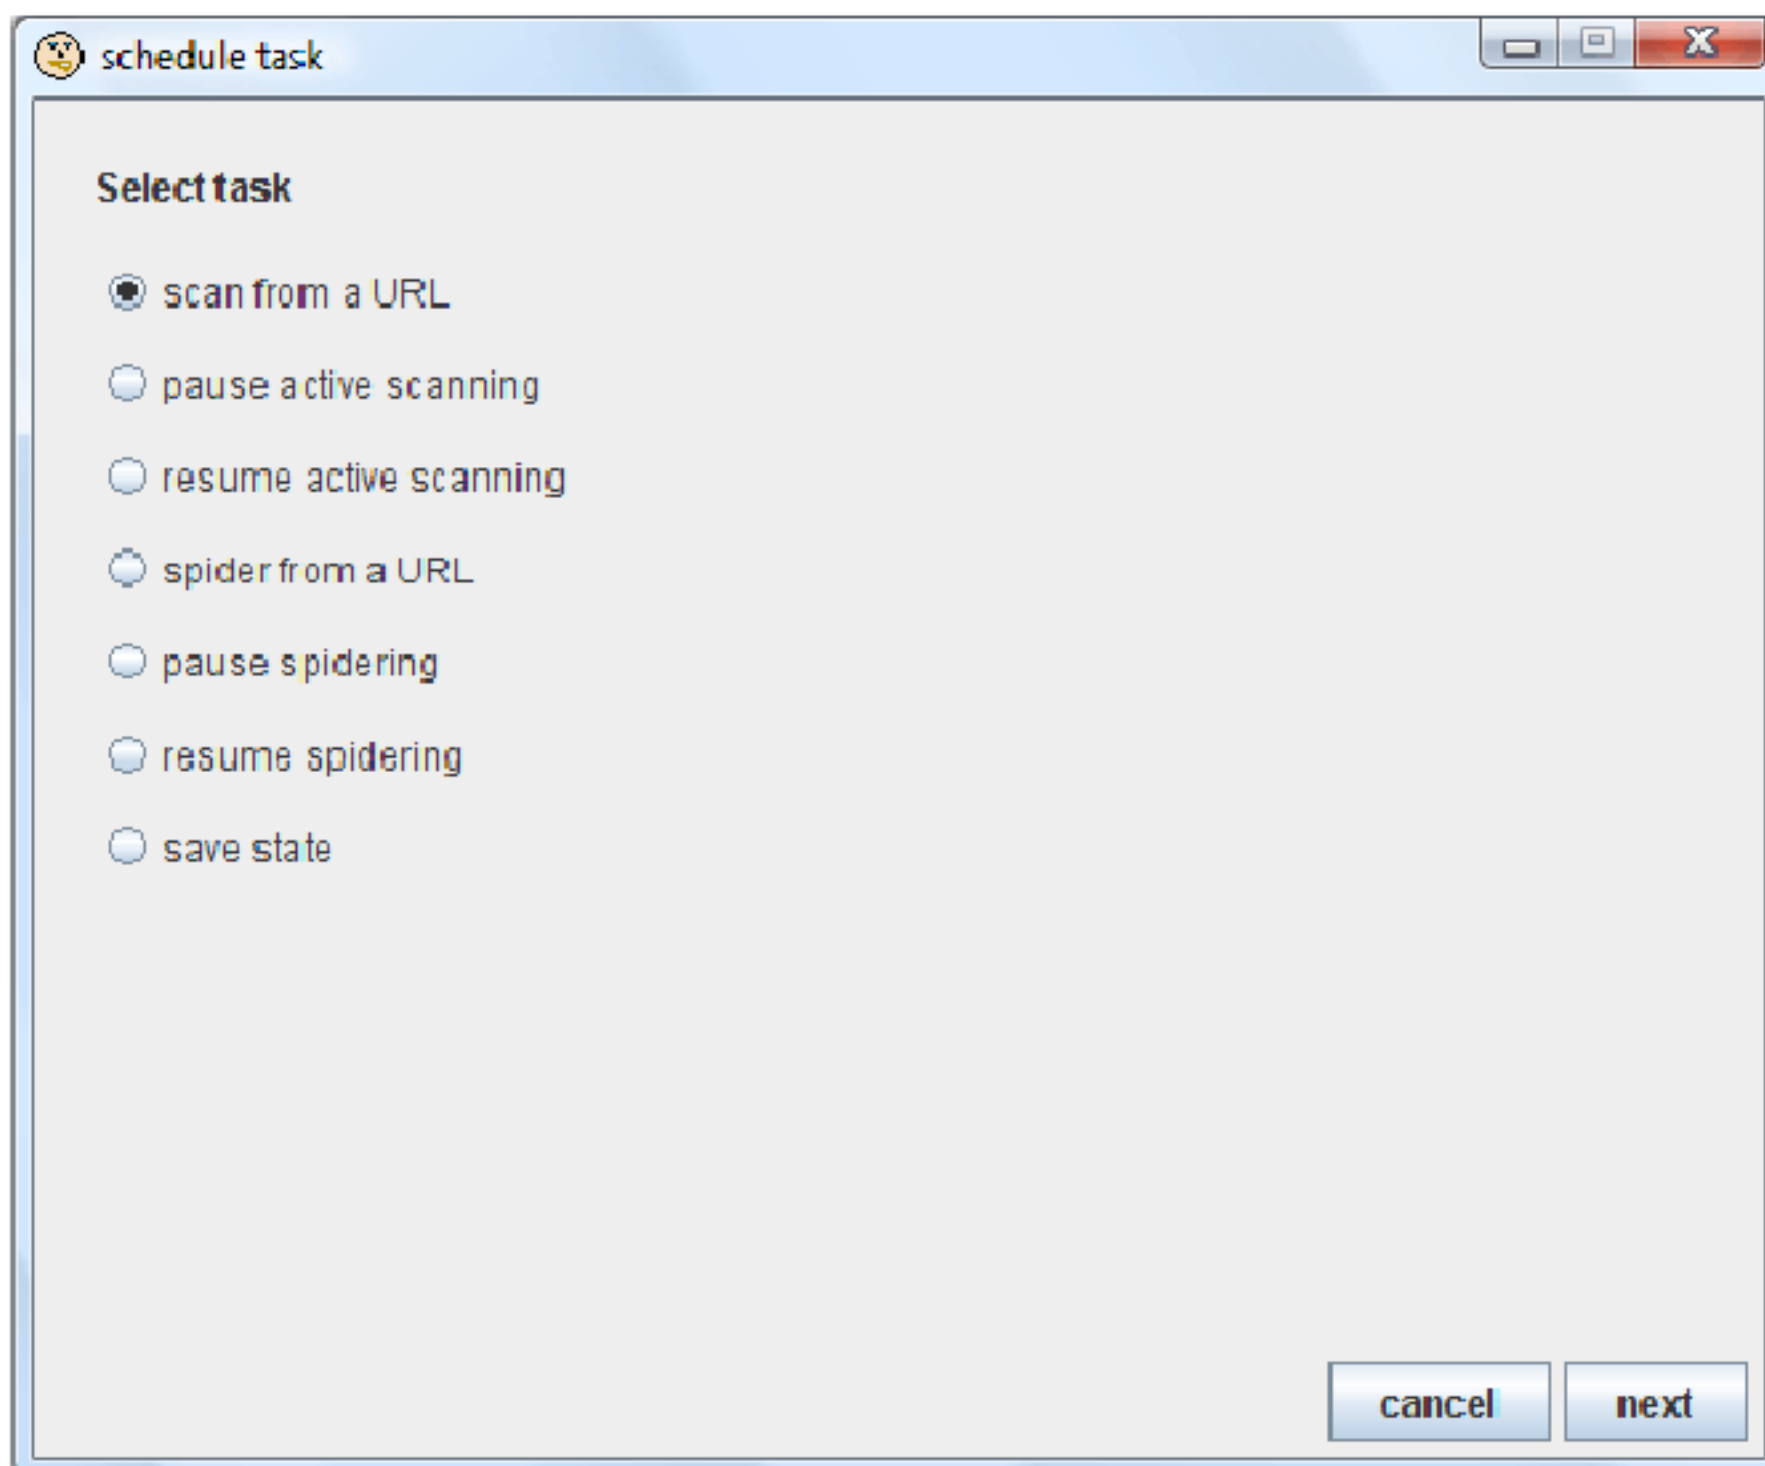 schedule task
Select task
scan from a URL
pause active scanning
resume active scanning
spider from a URL
pause spidering
resume spidering
save state
cancel next